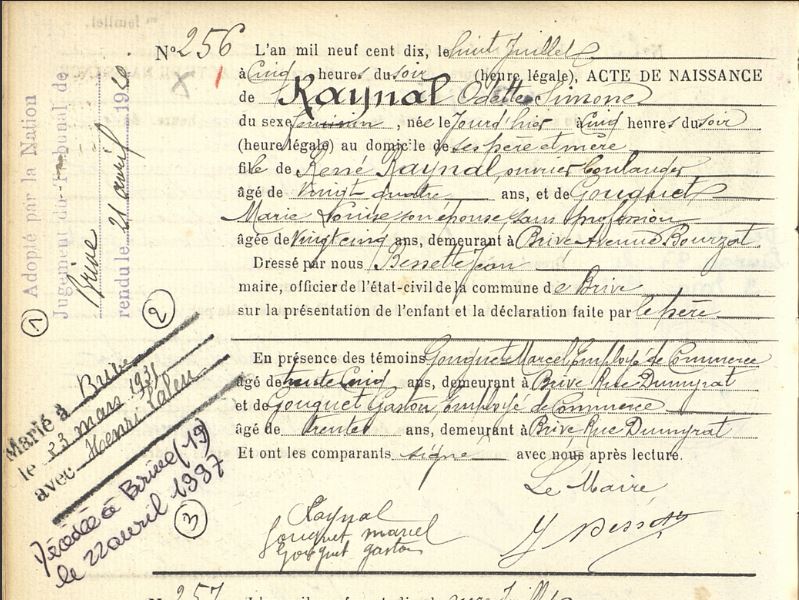 N° 256 L'an mil neuf cent dix, le huit Juillet
à Cinq heures du soir (heure légale), ACTE DE NAISSANCE
de Raynal Odette Simone
du sexe féminin, née le Jourd'hier à Cinq heures du soir
(heure légale) au domicile de ses père et mère
fille de René Raynal, ouvrier boulanger
âgé de vingt quatre ans, et de Gouguet
Marie Louise son épouse, sans profession
âgée de Vingt cinq ans, demeurant à Brive Avenue Bourzat
Dressé par nous, Jean
maire, officier de l'état-civil de la commune de Brive
sur la présentation de l'enfant et la déclaration faite par le père
En présence des témoins Gouguet Marcel, Employé de Commerce
âgé de trente Cinq ans, demeurant à Brive Rue Dumyrat
et de Gouguet Gaston, Employé de Commerce
âgé de trente ans, demeurant à Brive Rue Dumyrat
Et ont les comparants signé avec nous après lecture.
Le Maire,
Raynal
Gouguet marcel
Gouguet gaston
① Adopté par la Nation
Jugement du Tribunal de
Brive
rendu le 21 avril 1920
②
Marié à Brive
le 23 mars 1931
avec Henri
Décédée à Brive (19)
le 22 avril 1997
③
N° 257 L'an mil neuf cent dix, le Juillet